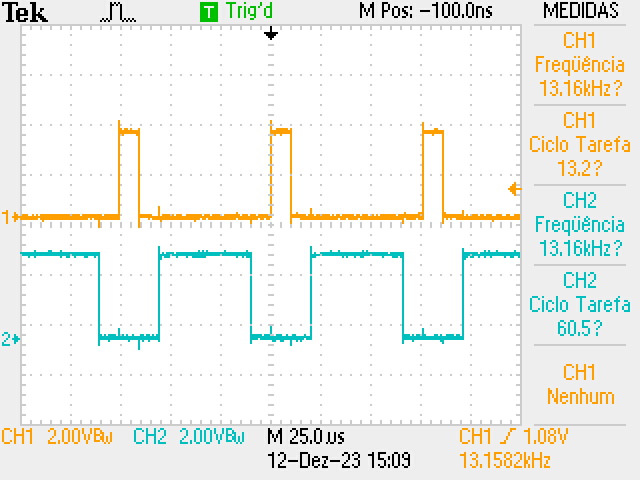 Tek T Trig'd M Pos: -100.0ns MEDIDAS
CH1
Freqüência
13.16kHz?
CH1
Ciclo Tarefa
13.2?
CH2
Freqüência
13.16kHz?
CH2
Ciclo Tarefa
60.5?
CH1
Nenhum
1
2
CH1 2.00VBw CH2 2.00VBw M 25.0us CH1 1.08V
12-Dez-23 15:09 13.1582kHz